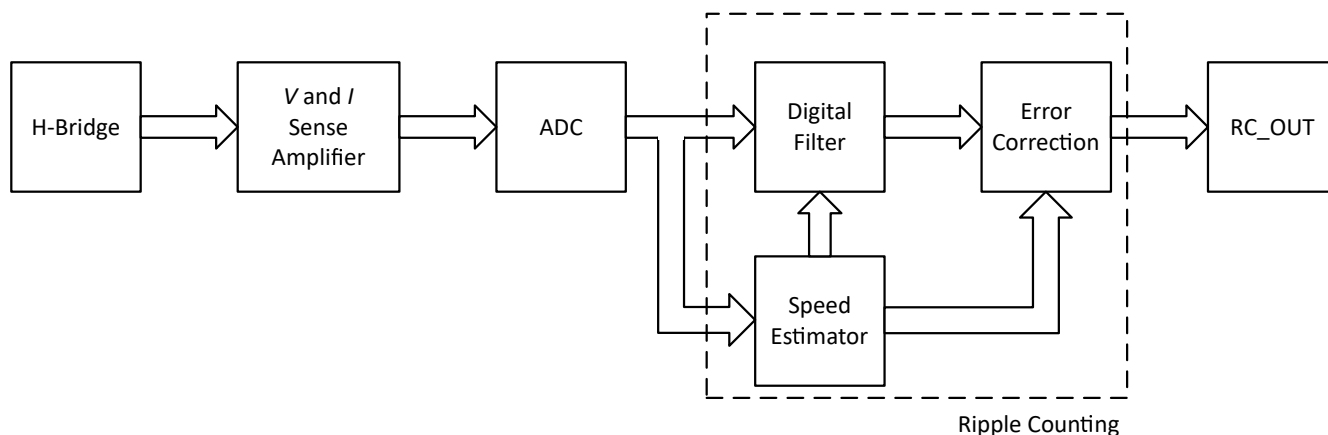 H-Bridge
V and I
Sense
Amplifier
ADC
Digital
Filter
Error
Correction
RC_OUT
Speed
Estimator
Ripple Counting